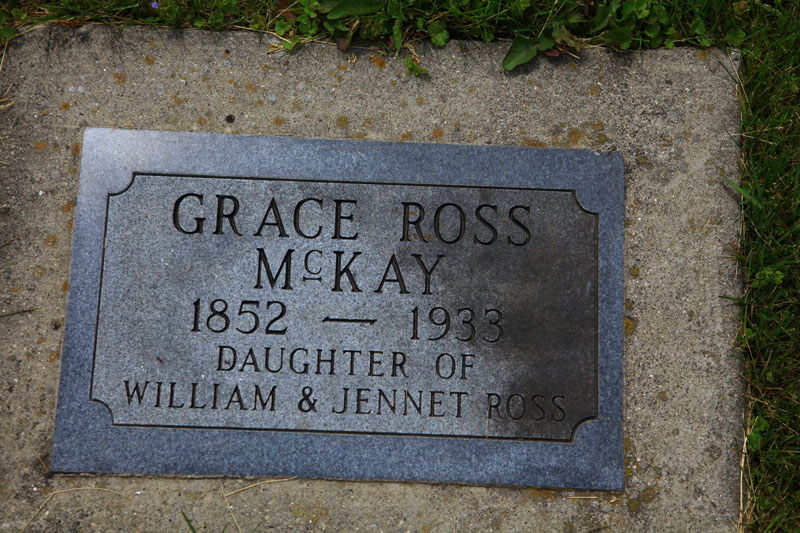 GRACE ROSS
McKAY
1852 — 1933
DAUGHTER OF
WILLIAM & JENNET ROSS